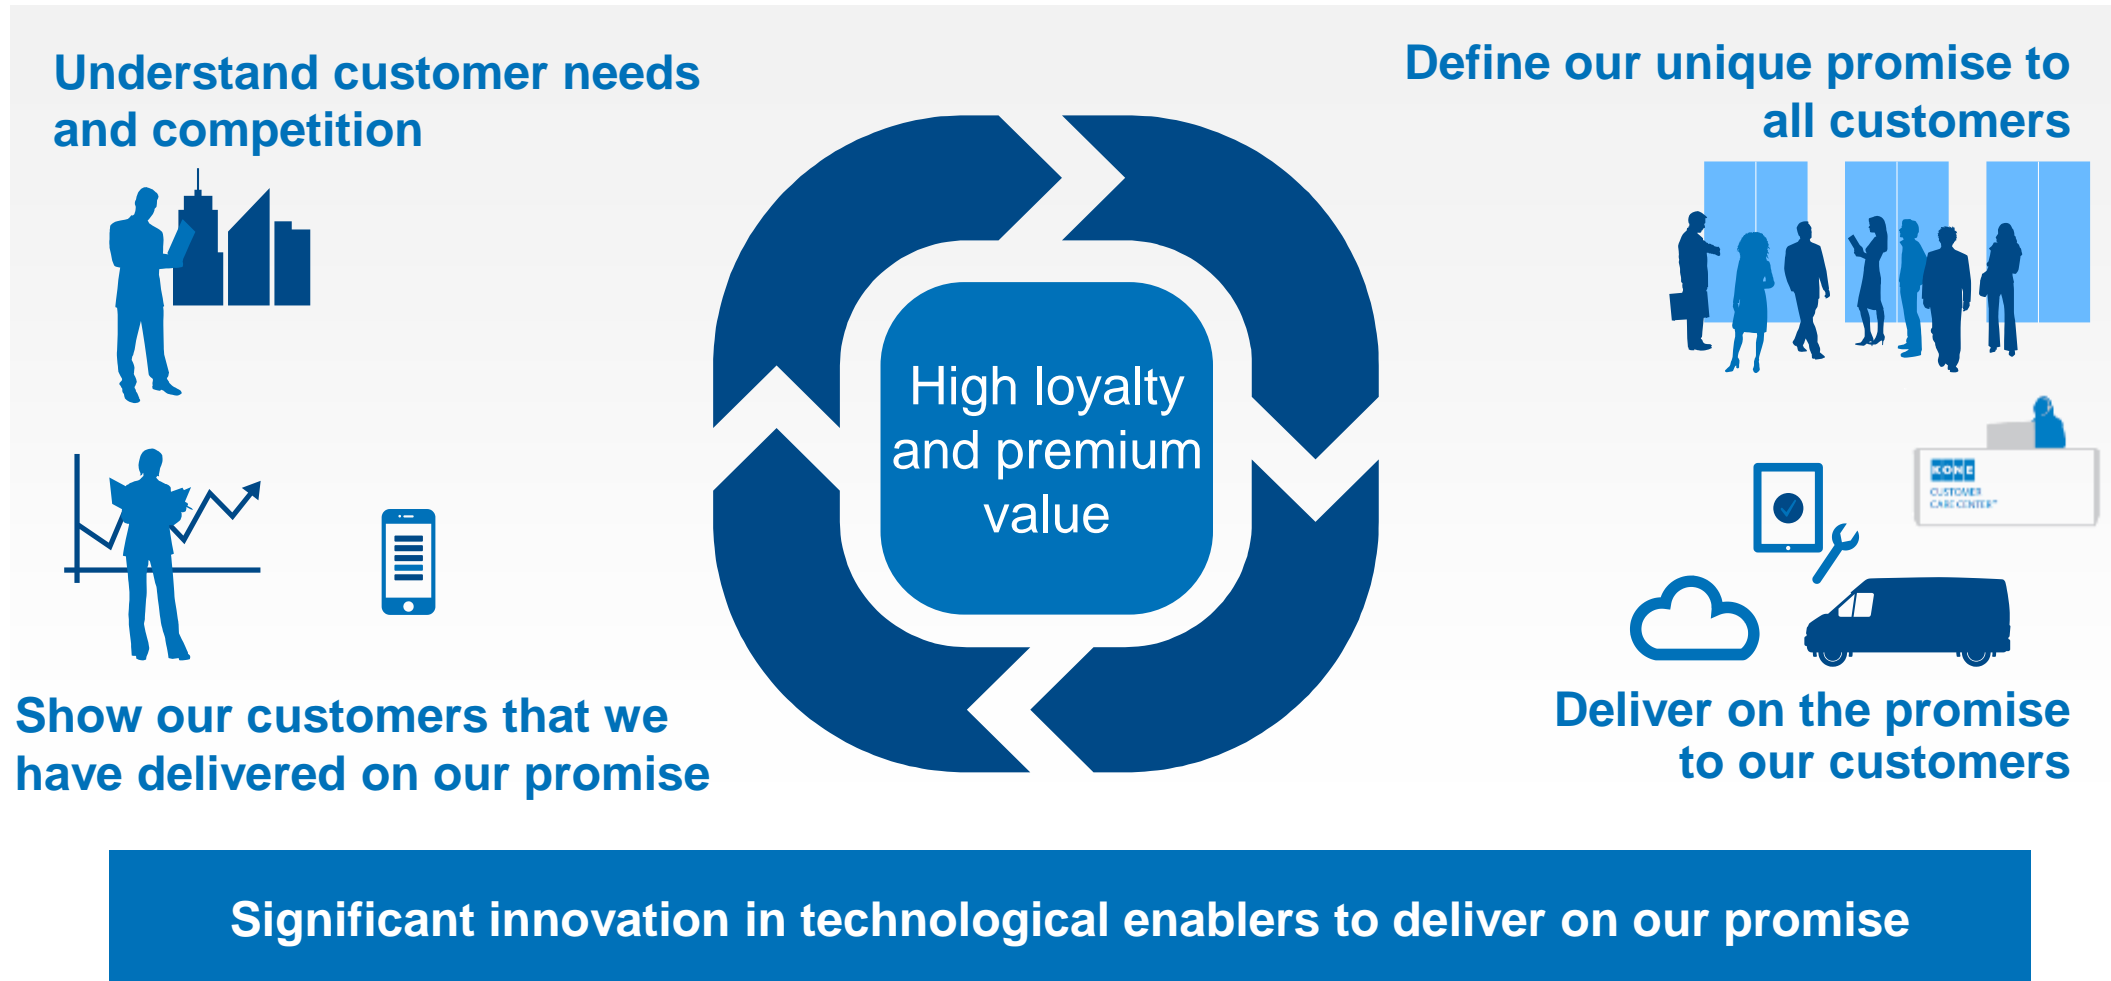 Understand customer needs
and competition
Define our unique promise to
all customers
High loyalty
and premium
value
KONE
CUSTOMER
CARE CENTER™
Show our customers that we
have delivered on our promise
Deliver on the promise
to our customers
Significant innovation in technological enablers to deliver on our promise